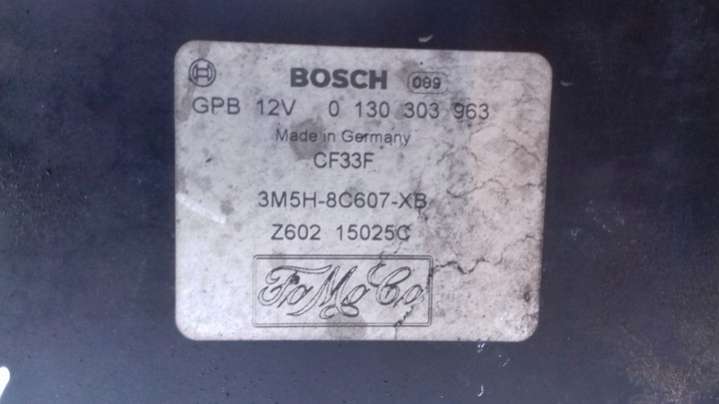 BOSCH 089
GPB 12V 0 130 303 963
Made in Germany
CF33F
3M5H-8C607-XB
Z602 15025C
FoMoCo